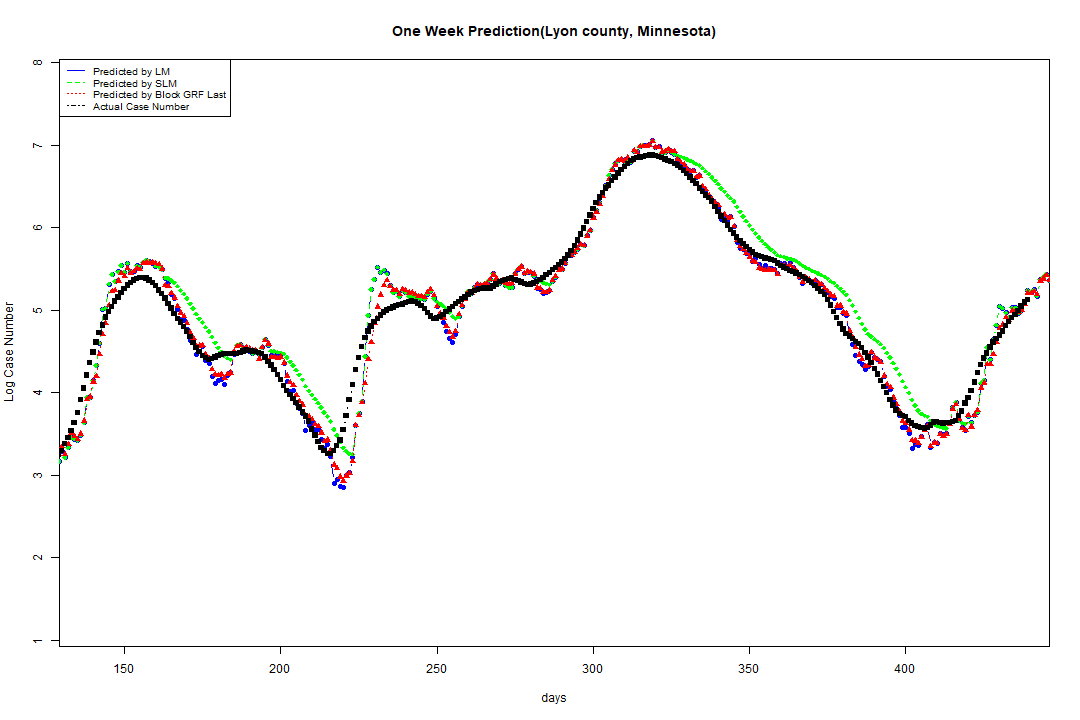 One Week Prediction(Lyon county, Minnesota)
8
Predicted by LM
Predicted by SLM
Predicted by Block GRF Last
Actual Case Number
7
6
5
4
3
2
1
Log Case Number
150 200 250 300 350 400
days